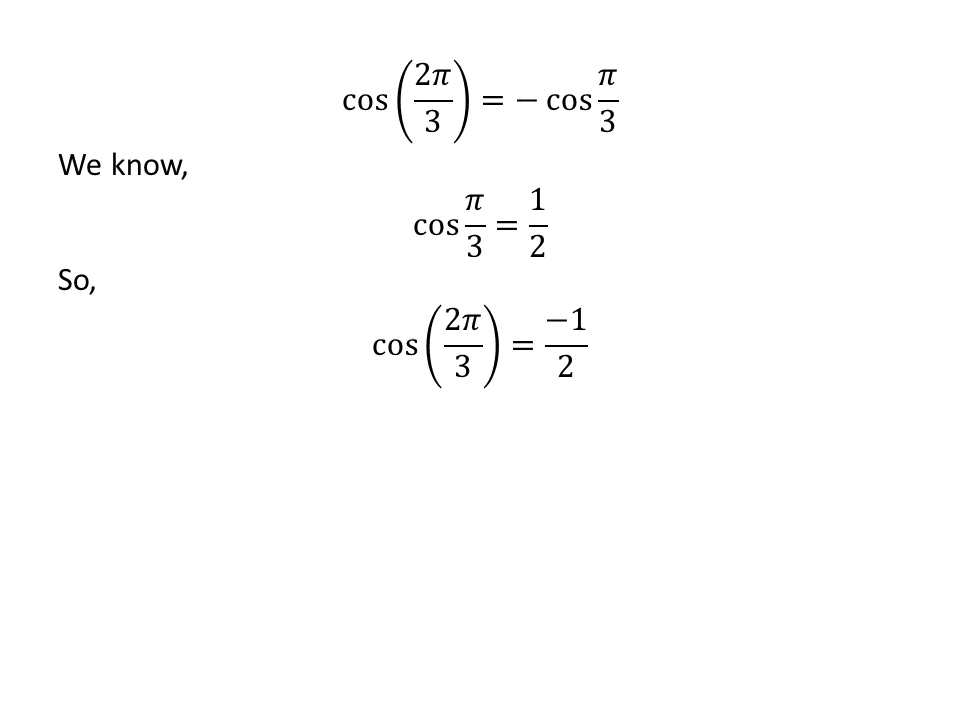 cos(2π/3) = − cos π/3
We know,
cos π/3 = 1/2
So,
cos(2π/3) = −1/2